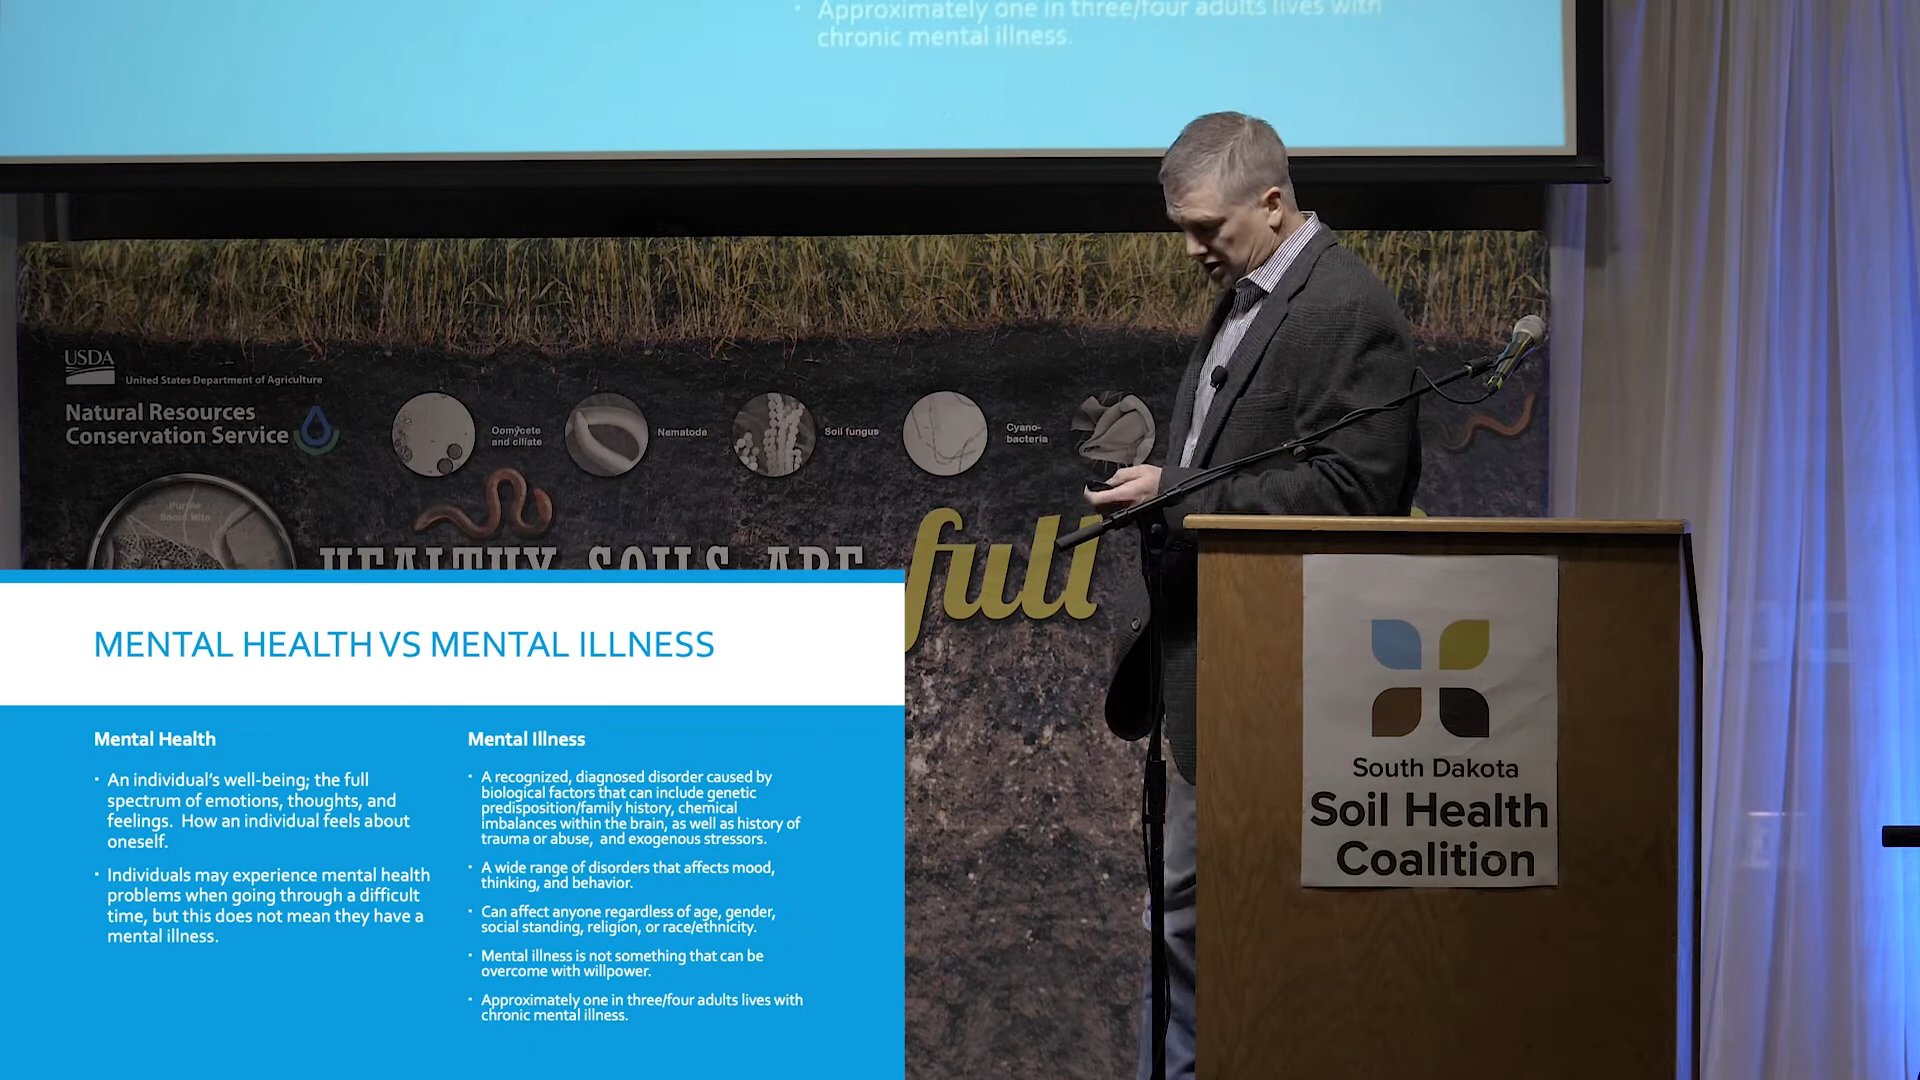 Approximately one in three/four adults lives with
chronic mental illness.
USDA
United States Department of Agriculture
Natural Resources
Conservation Service
Oomycete
and ciliate
Nematode
Soil fungus
Cyano-
bacteria
Purple
Snout Mite
HEALTHY SOILS ARE
full
MENTAL HEALTH VS MENTAL ILLNESS
Mental Health
· An individual's well-being; the full
spectrum of emotions, thoughts, and
feelings. How an individual feels about
oneself.
· Individuals may experience mental health
problems when going through a difficult
time, but this does not mean they have a
mental illness.
Mental Illness
· A recognized, diagnosed disorder caused by
biological factors that can include genetic
predisposition/family history, chemical
imbalances within the brain, as well as history of
trauma or abuse, and exogenous stressors.
· A wide range of disorders that affects mood,
thinking, and behavior.
· Can affect anyone regardless of age, gender,
social standing, religion, or race/ethnicity.
· Mental illness is not something that can be
overcome with willpower.
· Approximately one in three/four adults lives with
chronic mental illness.
South Dakota
Soil Health
Coalition